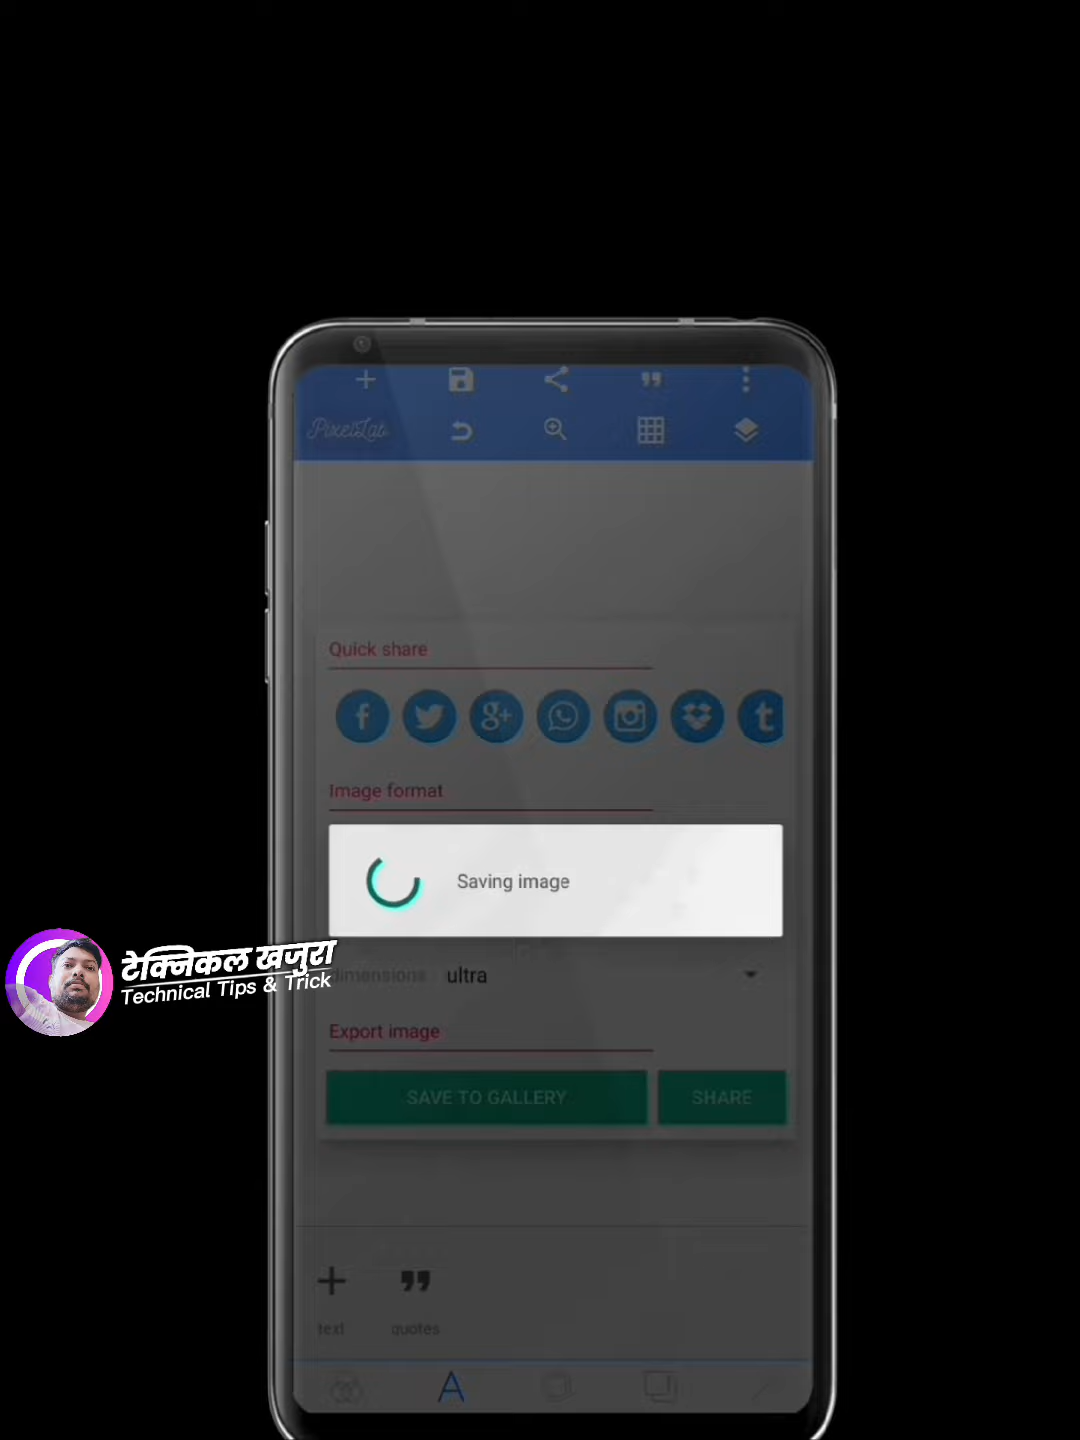 PixelLab
Quick share
Image format
Saving image
टेक्निकल खजुरा
Technical Tips & Trick
dimensions ultra
Export image
SAVE TO GALLERY SHARE
text quotes